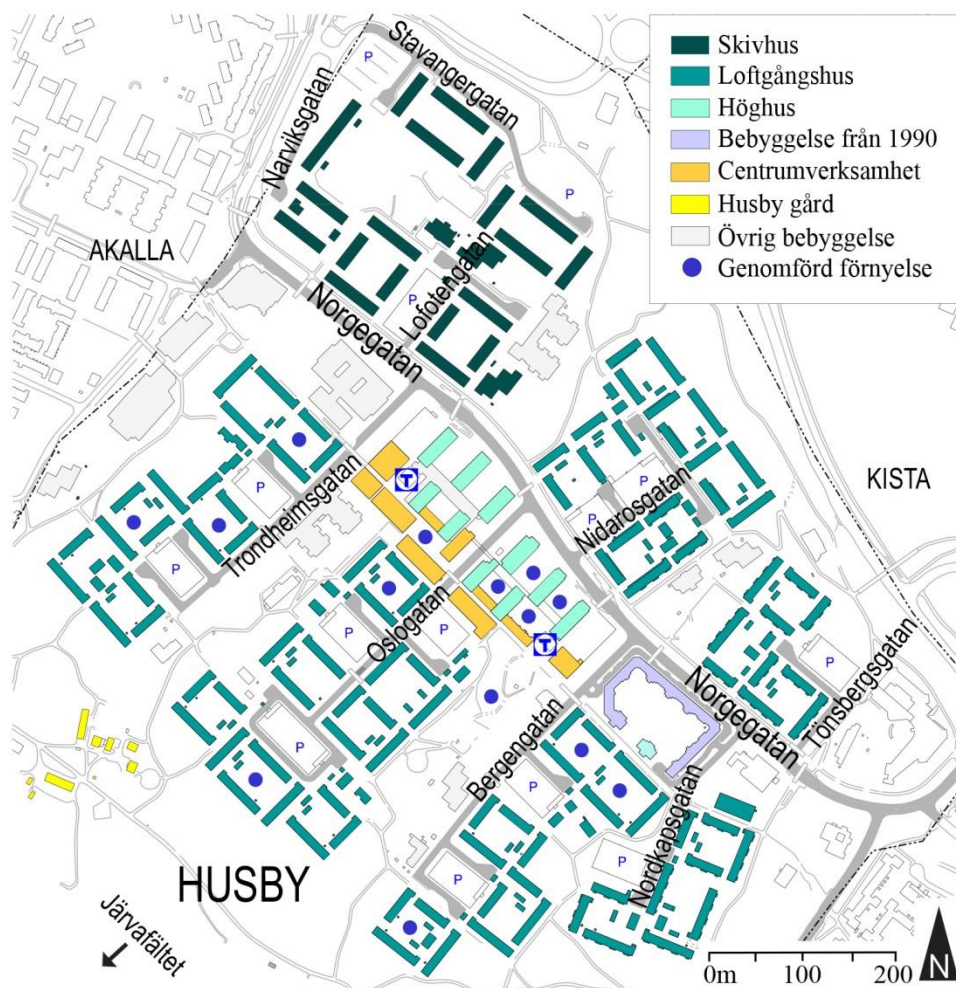 Skivhus
Loftgångshus
Höghus
Bebyggelse från 1990
Centrumverksamhet
Husby gård
Övrig bebyggelse
Genomförd förnyelse
Stavangergatan
P
Narviksgatan
P
AKALLA
Lofotengatan
P
Norgegatan
KISTA
T
P
P
Nidarosgatan
P
Trondheimsgatan
P
Oslogatan
P
P
T
P
Norgegatan
Tönsbergsgatan
P
Bergengatan
P
P
Nordkapsgatan
P
HUSBY
Järvafältet
0m 100 200
N